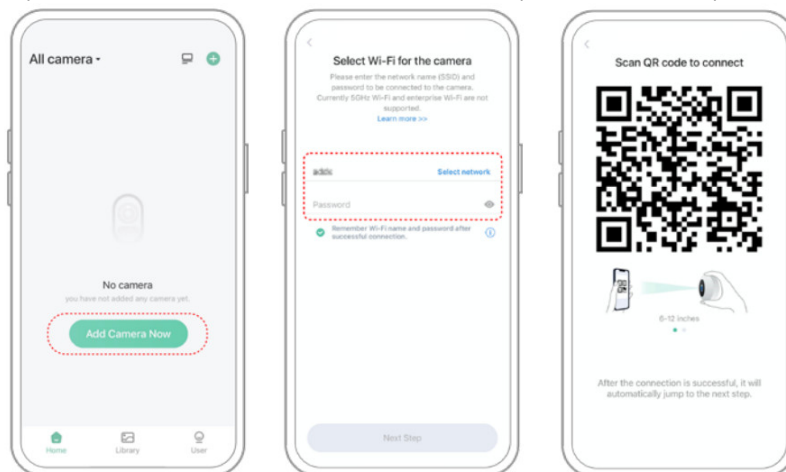 All camera
No camera
you have not added any camera yet.
Add Camera Now
Home
Library
User
Select Wi-Fi for the camera
Please enter the network name (SSID) and
password to be connected to the camera.
Currently 5GHz Wi-Fi and enterprise Wi-Fi are not
supported.
Learn more >>
Select network
Password
Remember Wi-Fi name and password after
successful connection.
Next Step
Scan QR code to connect
6-12 inches
After the connection is successful, it will
automatically jump to the next step.